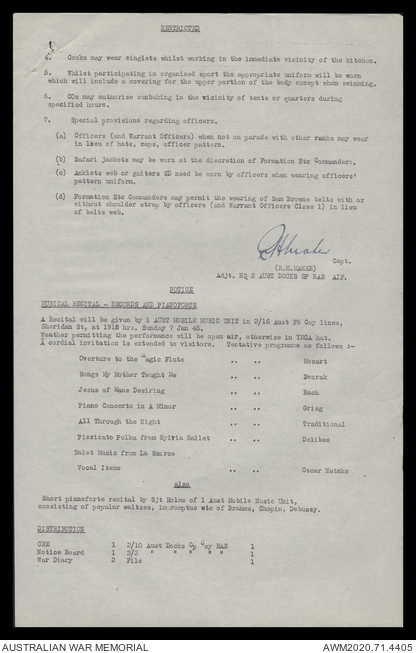 RESTRICTED
4. Cooks may wear singlets whilst working in the immediate vicinity of the kitchen.
5. Whilst participating in organised sport the appropriate uniform will be worn
which will include a covering for the upper portion of the body except when swimming.
6. COs may authorise sunbaking in the vicinity of tents or quarters during
specified hours.
7. Special provisions regarding officers.
(a) Officers (and Warrant Officers) when not on parade with other ranks may wear
in lieu of hats, caps, officer pattern.
(b) Safari jackets may be worn at the discretion of Formation Etc Commanders.
(c) Anklets web or gaiters SD need be worn by officers when wearing officers'
pattern uniform.
(d) Formation Etc Commanders may permit the wearing of Sam Browne belts with or
without shoulder strap by officers (and Warrant Officers Class 1) in lieu
of belts web.
Capt.
(R.H.MAHER)
Adjt. HQ 2 AUST DOCKS GP RAE AIF.
NOTICE
MUSICAL RECITAL - RECORDS AND PIANOFORTE
A Recital will be given by 1 AUST MOBILE MUSIC UNIT in 2/16 Aust Fd Coy lines,
Sheridan St, at 1915 hrs. Sunday 7 Jan 45.
Weather permitting the performance will be open air, otherwise in YMCA hut.
A cordial invitation is extended to visitors. Tentative programme as follows :-
Overture to the Magic Flute .. .. Mozart
Songs My Mother Taught Me .. .. Dvorak
Jesus of Mans Desiring .. .. Bach
Piano Concerto in A Minor .. .. Grieg
All Through the Night .. .. Traditional
Pizzicato Polka from Sylvia Ballet .. .. Delibes
Balet Music from La Source
Vocal Items .. .. Oscar Natzke
also
Short pianoforte recital by Sjt Holms of 1 Aust Mobile Music Unit,
consisting of popular waltzes, impromptus etc of Brahms, Chopin, Debussy.
DISTRIBUTION
CRE 1 2/10 Aust Docks Op Coy RAE 1
Notice Board 1 2/3 " " " " " 1
War Diary 2 File 1
AUSTRALIAN WAR MEMORIAL AWM2020.71.4405